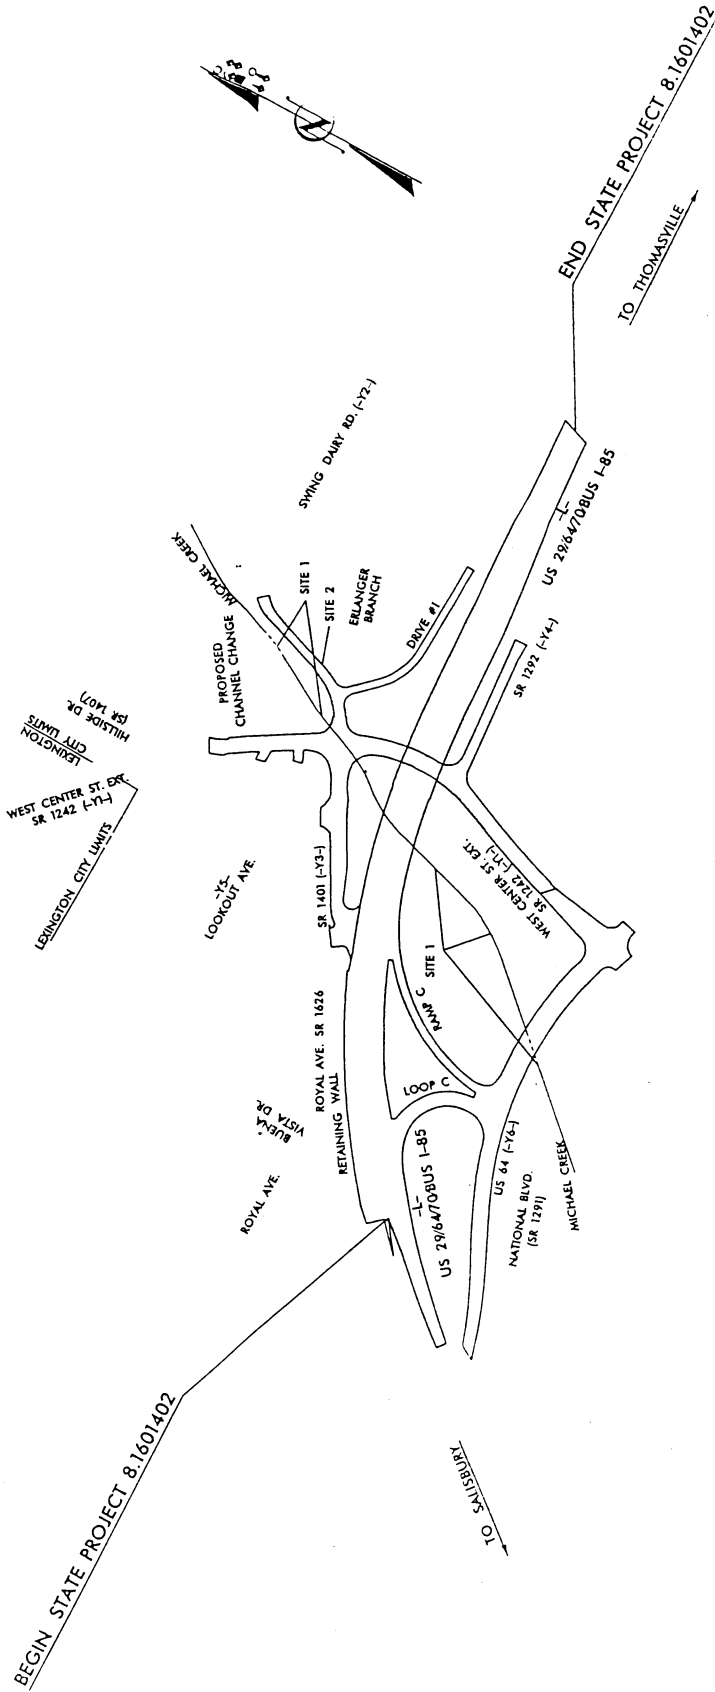 END STATE PROJECT 8.1601402
TO THOMASVILLE
SWING DAIRY RD. (-Y2-)
-L-
US 29/64/70/BUS I-85
MICHAEL CREEK
SITE 1
SITE 2
ERLANGER
BRANCH
PROPOSED
CHANNEL CHANGE
DRIVE #1
SR 1292 (-Y4-)
HILLSIDE DR.
(SR 1407)
LEXINGTON
CITY LIMITS
WEST CENTER ST. EXT.
SR 1242 (-Y1-)
LEXINGTON CITY LIMITS
-Y5-
LOOKOUT AVE.
SR 1401 (-Y3-)
WEST CENTER ST. EXT.
SR 1242 (-Y1-)
SITE 1
RAMP C
LOOP C
ROYAL AVE. SR 1626
RETAINING WALL
BUENA
VISTA DR.
ROYAL AVE.
-L-
US 29/64/70/BUS I-85
US 64 (-Y6-)
NATIONAL BLVD.
(SR 1291)
MICHAEL CREEK
BEGIN STATE PROJECT 8.1601402
TO SALISBURY